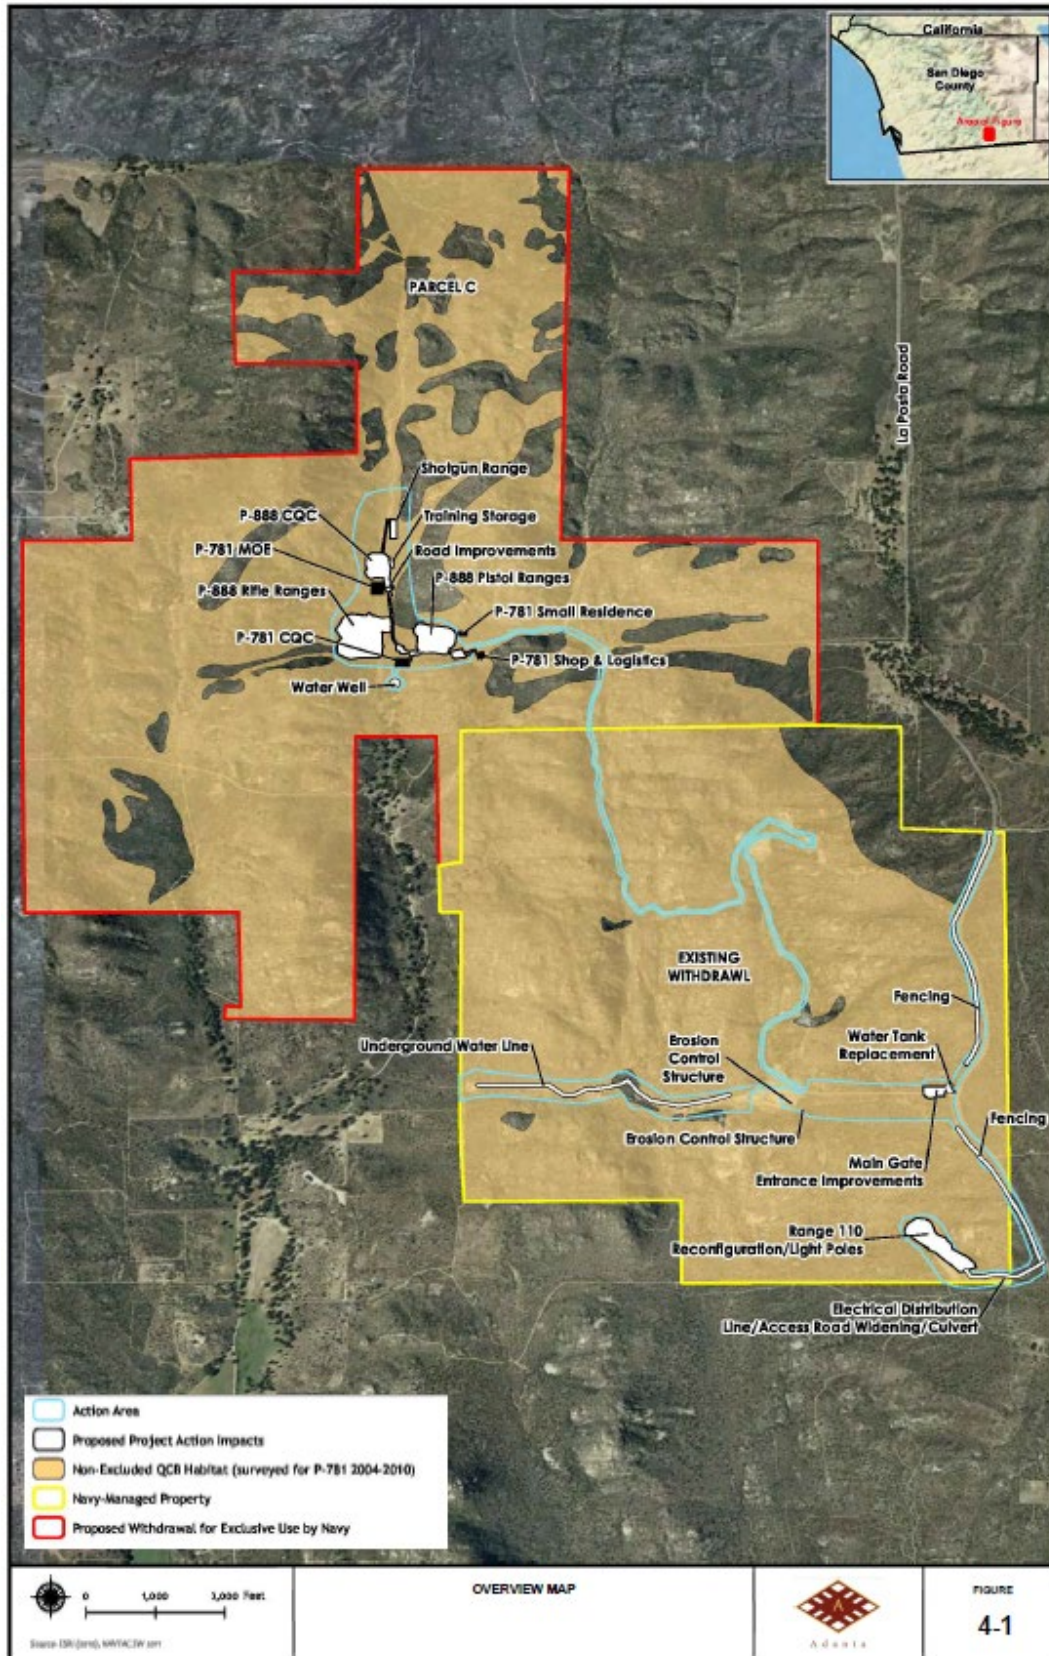 California
San Diego
County
Area of Figure
PARCEL C
La Posta Road
Shotgun Range
P-888 CQC
Training Storage
P-781 MOE
Road Improvements
P-888 Rifle Ranges
P-888 Pistol Ranges
P-781 CQC
P-781 Small Residence
P-781 Shop & Logistics
Water Well
EXISTING
WITHDRAWL
Fencing
Underground Water Line
Erosion
Control
Structure
Water Tank
Replacement
Erosion Control Structure
Fencing
Main Gate
Entrance Improvements
Range 110
Reconfiguration/Light Poles
Electrical Distribution
Line/Access Road Widening/Culvert
Action Area
Proposed Project Action Impacts
Non-Excluded QCB Habitat (surveyed for P-781 2004-2010)
Navy-Managed Property
Proposed Withdrawal for Exclusive Use by Navy
0 1,000 2,000 Feet
OVERVIEW MAP
A
Adanta
FIGURE
4-1